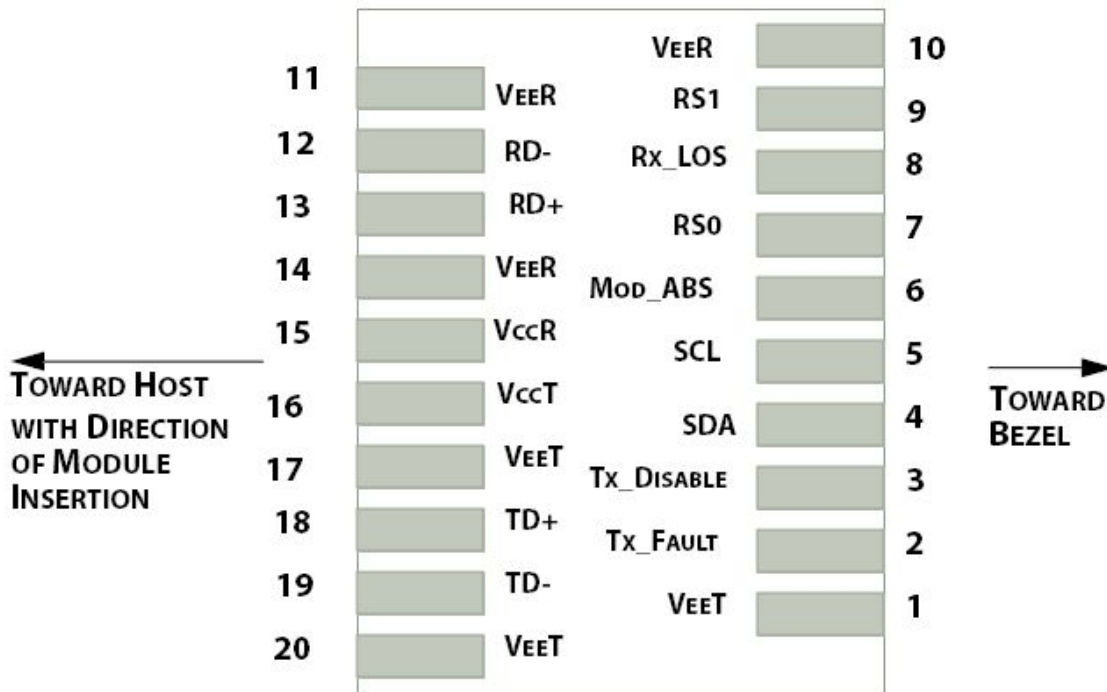 11 VEER
12 RD-
13 RD+
14 VEER
15 VCCR
16 VCCT
17 VEET
18 TD+
19 TD-
20 VEET
VEER 10
RS1 9
RX_LOS 8
RS0 7
MOD_ABS 6
SCL 5
SDA 4
TX_DISABLE 3
TX_FAULT 2
VEET 1
TOWARD HOST
WITH DIRECTION
OF MODULE
INSERTION
TOWARD
BEZEL